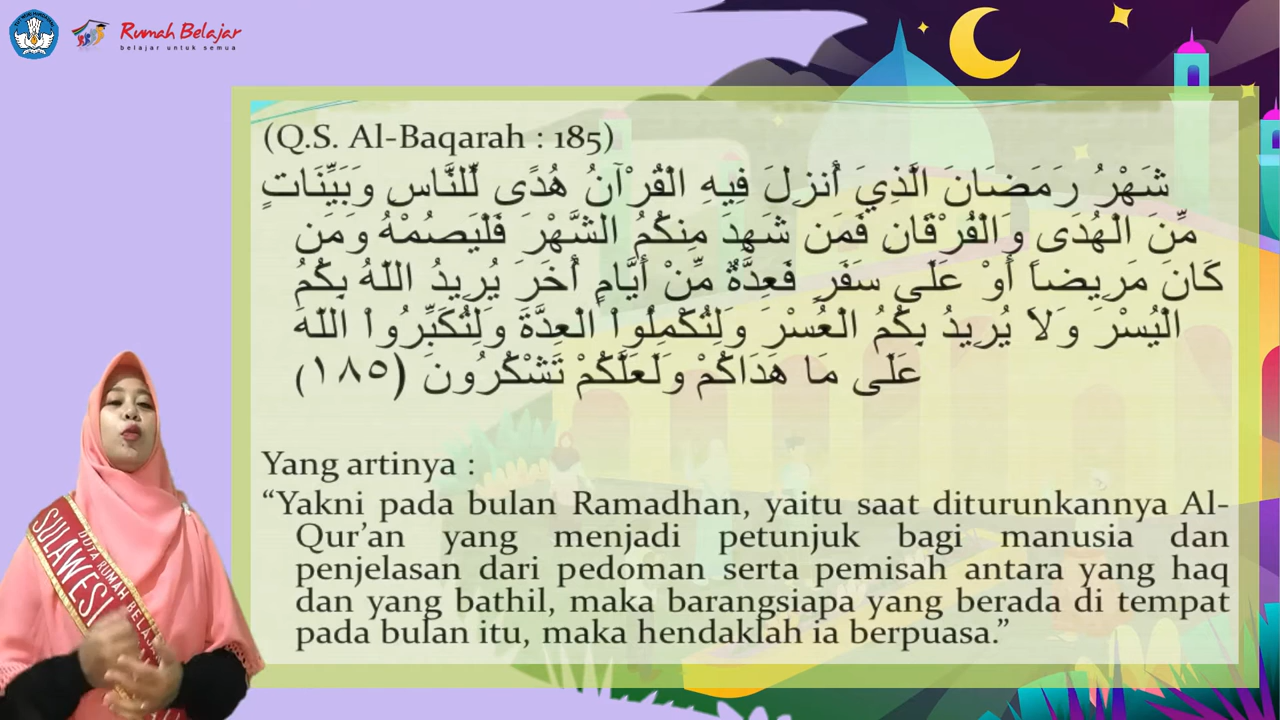 Rumah Belajar
belajar untuk semua
(Q.S. Al-Baqarah : 185)
شَهْرُ رَمَضَانَ الَّذِيَ أُنزِلَ فِيهِ الْقُرْآنُ هُدًى لِّلنَّاسِ وَبَيِّنَاتٍ
مِّنَ الْهُدَى وَالْفُرْقَانِ فَمَن شَهِدَ مِنكُمُ الشَّهْرَ فَلْيَصُمْهُ وَمَن
كَانَ مَرِيضاً أَوْ عَلَى سَفَرٍ فَعِدَّةٌ مِّنْ أَيَّامٍ أُخَرَ يُرِيدُ اللّهُ بِكُمُ
الْيُسْرَ وَلاَ يُرِيدُ بِكُمُ الْعُسْرَ وَلِتُكْمِلُواْ الْعِدَّةَ وَلِتُكَبِّرُواْ اللّهَ
عَلَى مَا هَدَاكُمْ وَلَعَلَّكُمْ تَشْكُرُونَ (١٨٥)
Yang artinya :
“Yakni pada bulan Ramadhan, yaitu saat diturunkannya Al-
Qur’an yang menjadi petunjuk bagi manusia dan
penjelasan dari pedoman serta pemisah antara yang haq
dan yang bathil, maka barangsiapa yang berada di tempat
pada bulan itu, maka hendaklah ia berpuasa.”
DUTA RUMAH BELAJA
SULAWESI